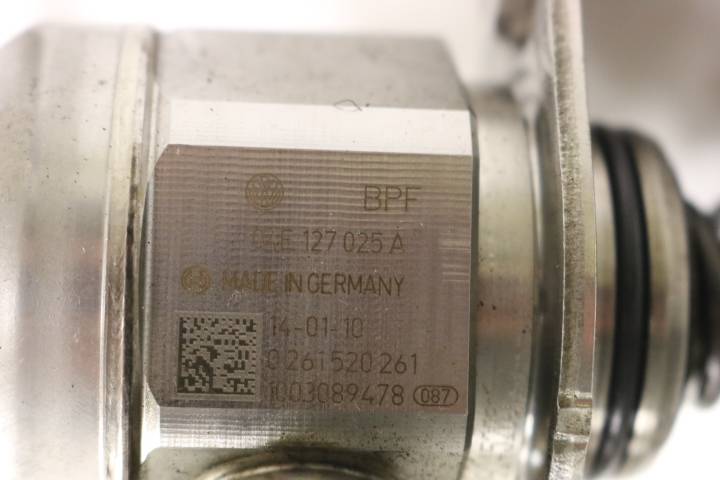 BPF
127 025 A
MADE IN GERMANY
14-01-10
0 261 520 261
1003089478 087